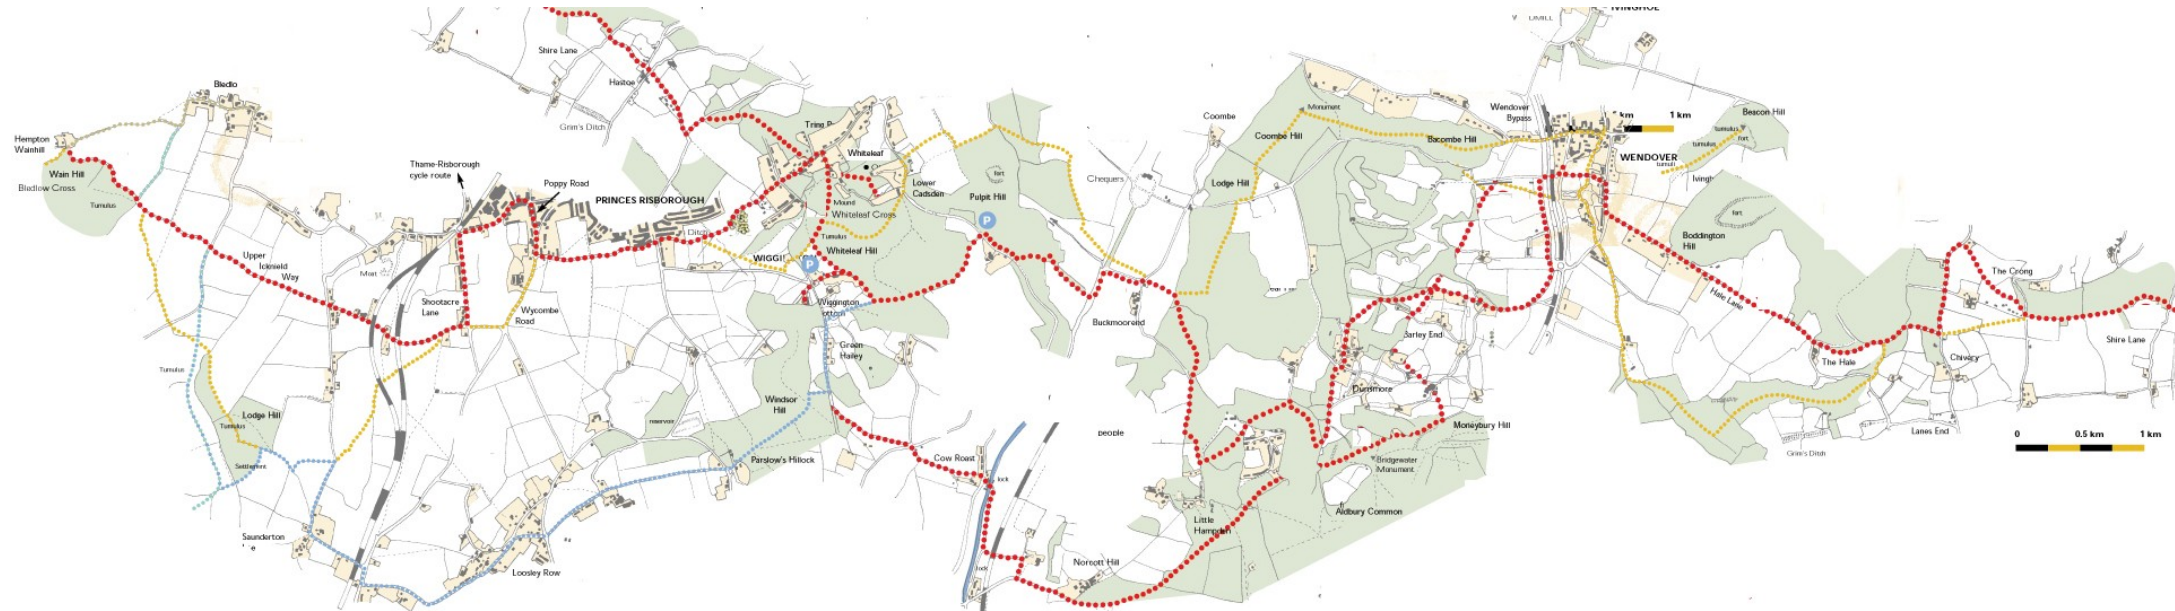 Shire Lane
Hastoe
Grim's Ditch
Bledlo
Hempton
Wainhill
Wain Hill
Bledlow Cross
Tumulus
Upper
Icknield
Way
Thame-Risborough
cycle route
Poppy Road
PRINCES RISBOROUGH
Ditch
Shootacre
Lane
Wycombe
Road
Tumulus
Lodge Hill
Tumulus
Settlement
Saunderton
Loosley Row
Whiteleaf
Mound
Whiteleaf Cross
Tumulus
Whiteleaf Hill
P
Wiggington
Green
Hailey
Windsor
Hill
reservoir
Parslow's Hillock
Lower
Cadsden
fort
Pulpit Hill
P
Chequers
Buckmoorend
Cow Roast
lock
lock
people
Norcott Hill
Little
Hampden
Coombe
Monument
Coombe Hill
Lodge Hill
Bacombe Hill
Wendover
Bypass
WENDOVER
1 km
Beacon Hill
tumulus
fort
tumulus
tumuli
fort
Boddington
Hill
Hale Lane
The Hale
Chivery
The Crong
Shire Lane
Lanes End
Grim's Ditch
0 0.5 km 1 km
Barley End
Dunsmore
Moneybury Hill
Bridgewater
Monument
Aldbury Common